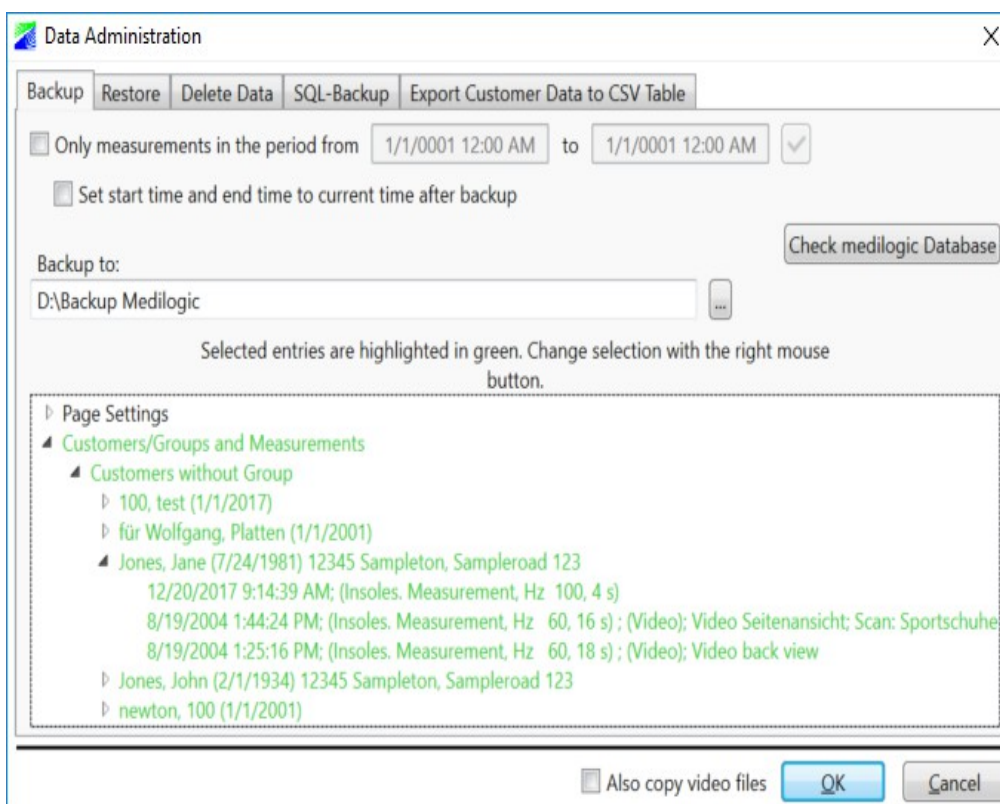 Data Administration
Backup Restore Delete Data SQL-Backup Export Customer Data to CSV Table
Only measurements in the period from 1/1/0001 12:00 AM to 1/1/0001 12:00 AM
Set start time and end time to current time after backup
Check medilogic Database
Backup to:
D:\Backup Medilogic
...
Selected entries are highlighted in green. Change selection with the right mouse
button.
Page Settings
Customers/Groups and Measurements
Customers without Group
100, test (1/1/2017)
für Wolfgang, Platten (1/1/2001)
Jones, Jane (7/24/1981) 12345 Sampleton, Sampleroad 123
12/20/2017 9:14:39 AM; (Insoles. Measurement, Hz 100, 4 s)
8/19/2004 1:44:24 PM; (Insoles. Measurement, Hz 60, 16 s) ; (Video); Video Seitenansicht; Scan: Sportschuhe
8/19/2004 1:25:16 PM; (Insoles. Measurement, Hz 60, 18 s) ; (Video); Video back view
Jones, John (2/1/1934) 12345 Sampleton, Sampleroad 123
newton, 100 (1/1/2001)
Also copy video files OK Cancel